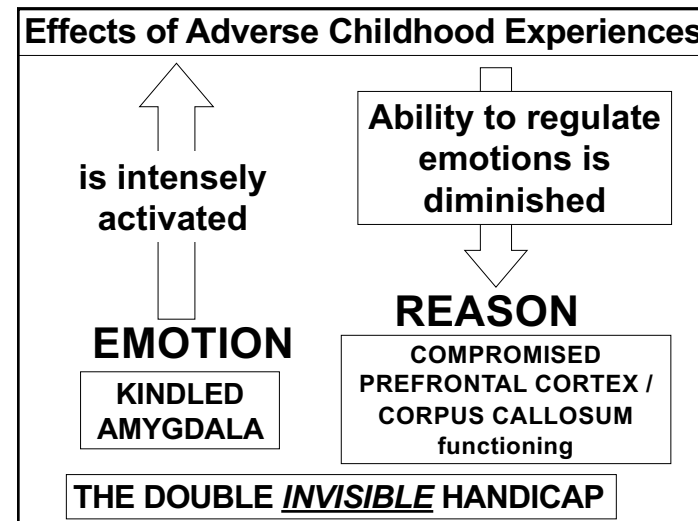 Effects of Adverse Childhood Experiences
is intensely
activated
EMOTION
KINDLED
AMYGDALA
Ability to regulate
emotions is
diminished
REASON
COMPROMISED
PREFRONTAL CORTEX /
CORPUS CALLOSUM
functioning
THE DOUBLE INVISIBLE HANDICAP